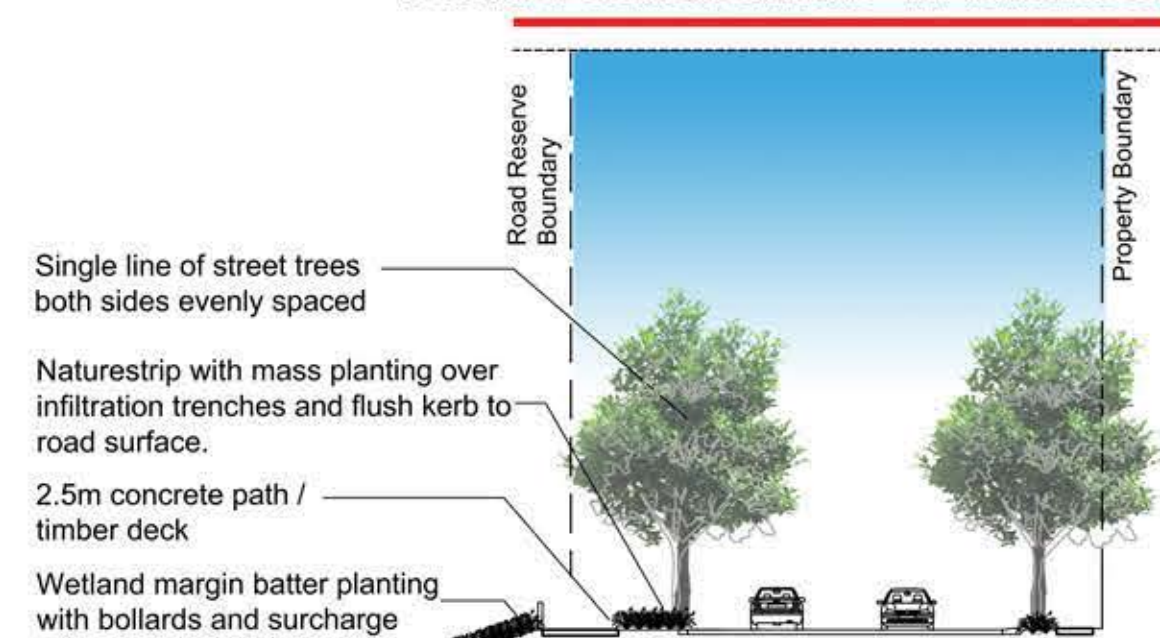 Road Reserve
Boundary
Property Boundary
Single line of street trees
both sides evenly spaced
Naturestrip with mass planting over
infiltration trenches and flush kerb to
road surface.
2.5m concrete path /
timber deck
Wetland margin batter planting
with bollards and surcharge